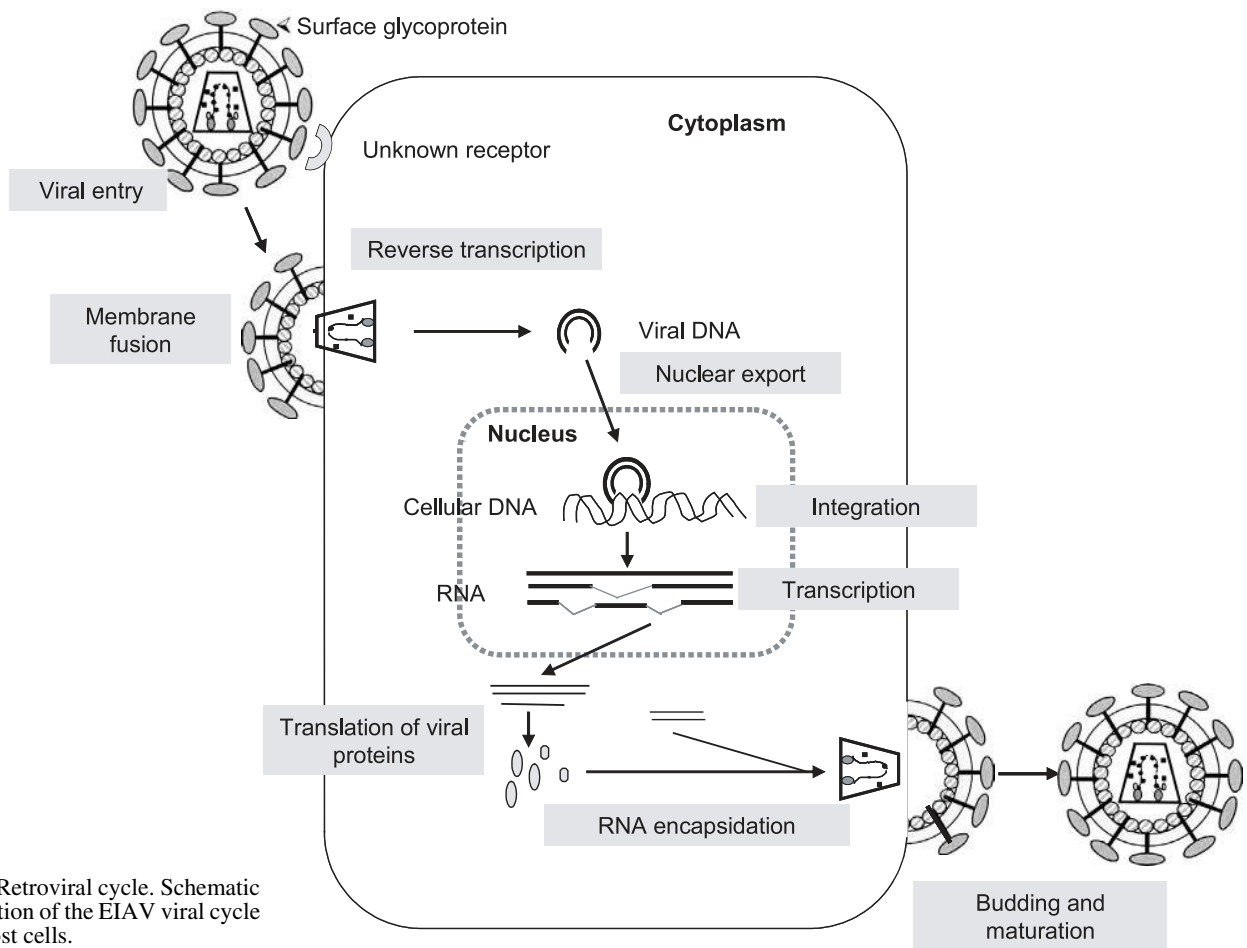 Surface glycoprotein
Cytoplasm
Unknown receptor
Viral entry
Reverse transcription
Membrane
fusion
Viral DNA
Nuclear export
Nucleus
Cellular DNA
Integration
RNA
Transcription
Translation of viral
proteins
RNA encapsidation
Budding and
maturation
Retroviral cycle. Schematic
tion of the EIAV viral cycle
ost cells.